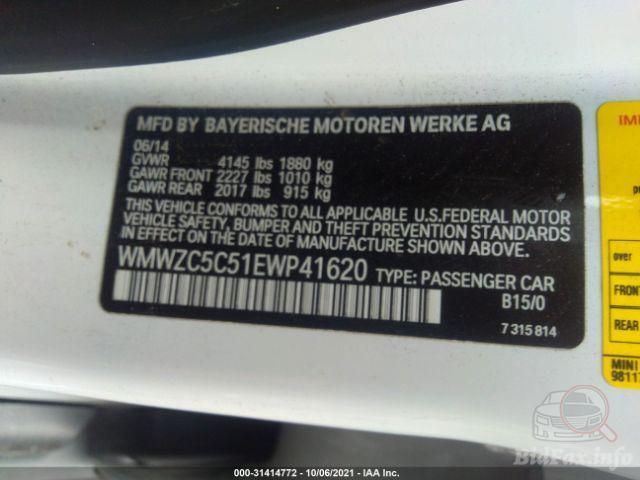 MFD BY BAYERISCHE MOTOREN WERKE AG
06/14
GVWR 4145 lbs 1880 kg
GAWR FRONT 2227 lbs 1010 kg
GAWR REAR 2017 lbs 915 kg
THIS VEHICLE CONFORMS TO ALL APPLICABLE U.S.FEDERAL MOTOR
VEHICLE SAFETY, BUMPER AND THEFT PREVENTION STANDARDS
IN EFFECT ON THE DATE OF MANUFACTURE SHOWN ABOVE.
WMWZC5C51EWP41620 TYPE: PASSENGER CAR
B15/0
7 315 814
FRONT
REAR
MINI
BidFax.info
000-31414772 - 10/06/2021 - IAA Inc.